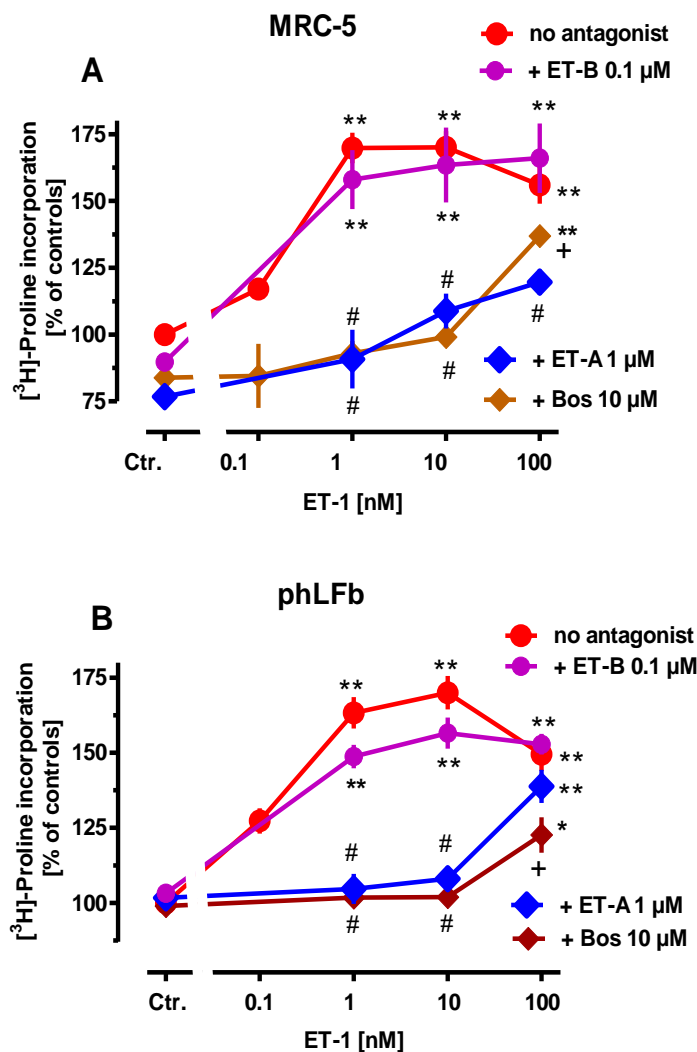 MRC-5
A
no antagonist
+ ET-B 0.1 µM
[³H]-Proline incorporation
[% of controls]
175
150
125
100
75
** ** **
** ** **
**
+
# # #
# #
+ ET-A 1 µM
+ Bos 10 µM
Ctr. 0.1 1 10 100
ET-1 [nM]
phLFb
B
no antagonist
+ ET-B 0.1 µM
[³H]-Proline incorporation
[% of controls]
175
150
125
100
** ** **
** ** **
**
*
+
# #
# #
+ ET-A 1 µM
+ Bos 10 µM
Ctr. 0.1 1 10 100
ET-1 [nM]